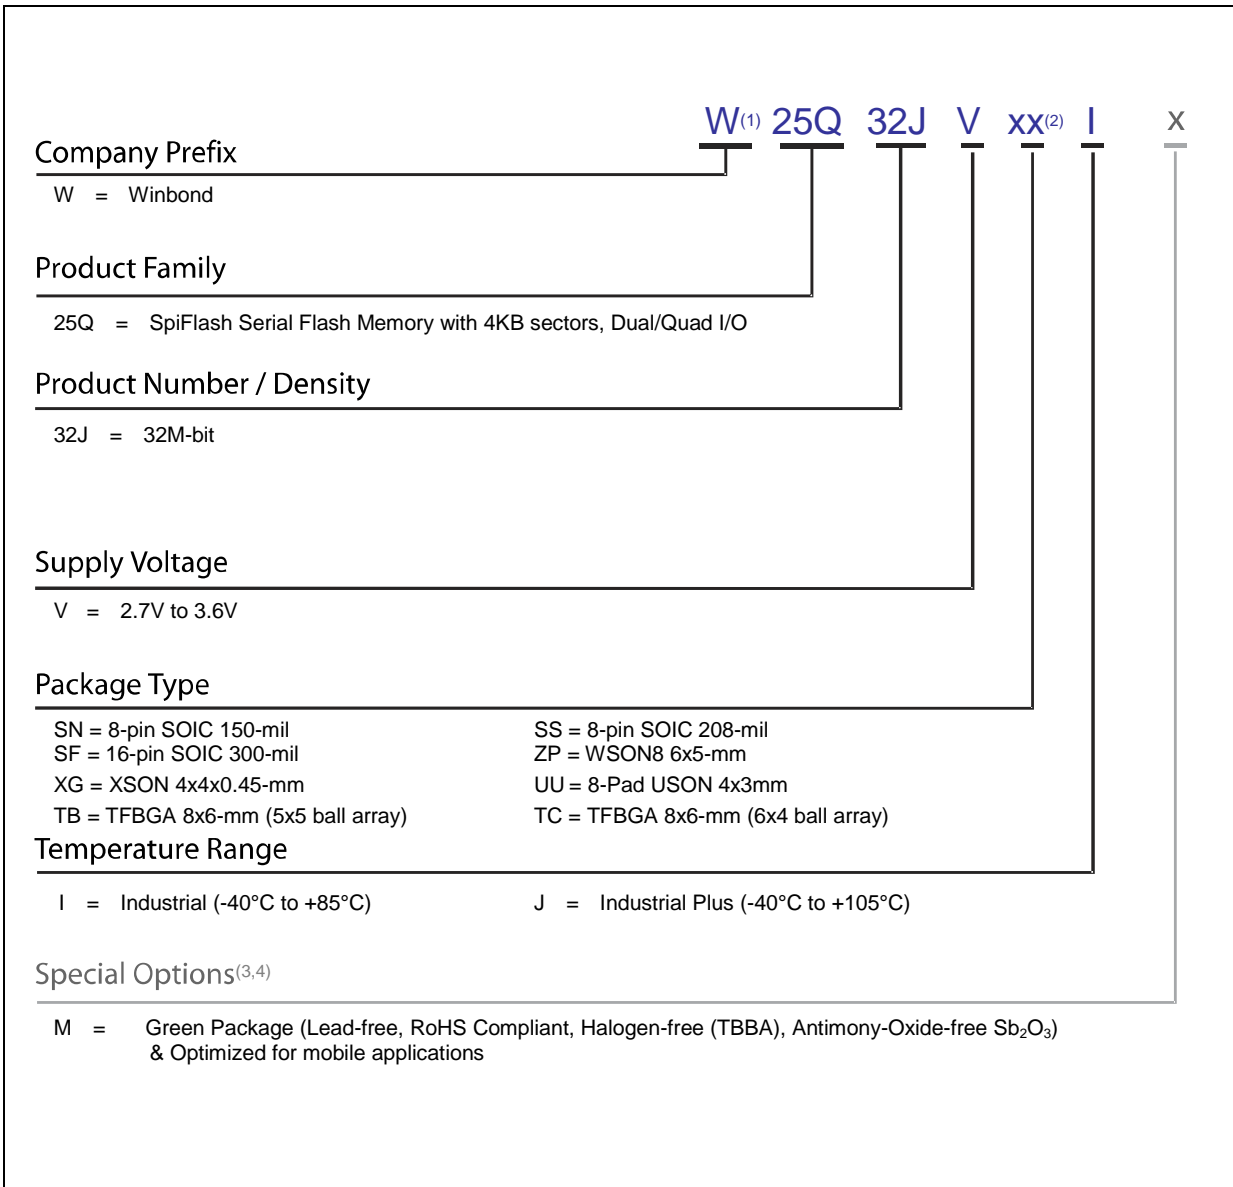 W(1) 25Q 32J V xx(2) I x
Company Prefix
W = Winbond
Product Family
25Q = SpiFlash Serial Flash Memory with 4KB sectors, Dual/Quad I/O
Product Number / Density
32J = 32M-bit
Supply Voltage
V = 2.7V to 3.6V
Package Type
SN = 8-pin SOIC 150-mil SS = 8-pin SOIC 208-mil
SF = 16-pin SOIC 300-mil ZP = WSON8 6x5-mm
XG = XSON 4x4x0.45-mm UU = 8-Pad USON 4x3mm
TB = TFBGA 8x6-mm (5x5 ball array) TC = TFBGA 8x6-mm (6x4 ball array)
Temperature Range
I = Industrial (-40°C to +85°C) J = Industrial Plus (-40°C to +105°C)
Special Options(3,4)
M = Green Package (Lead-free, RoHS Compliant, Halogen-free (TBBA), Antimony-Oxide-free Sb₂O₃)
& Optimized for mobile applications